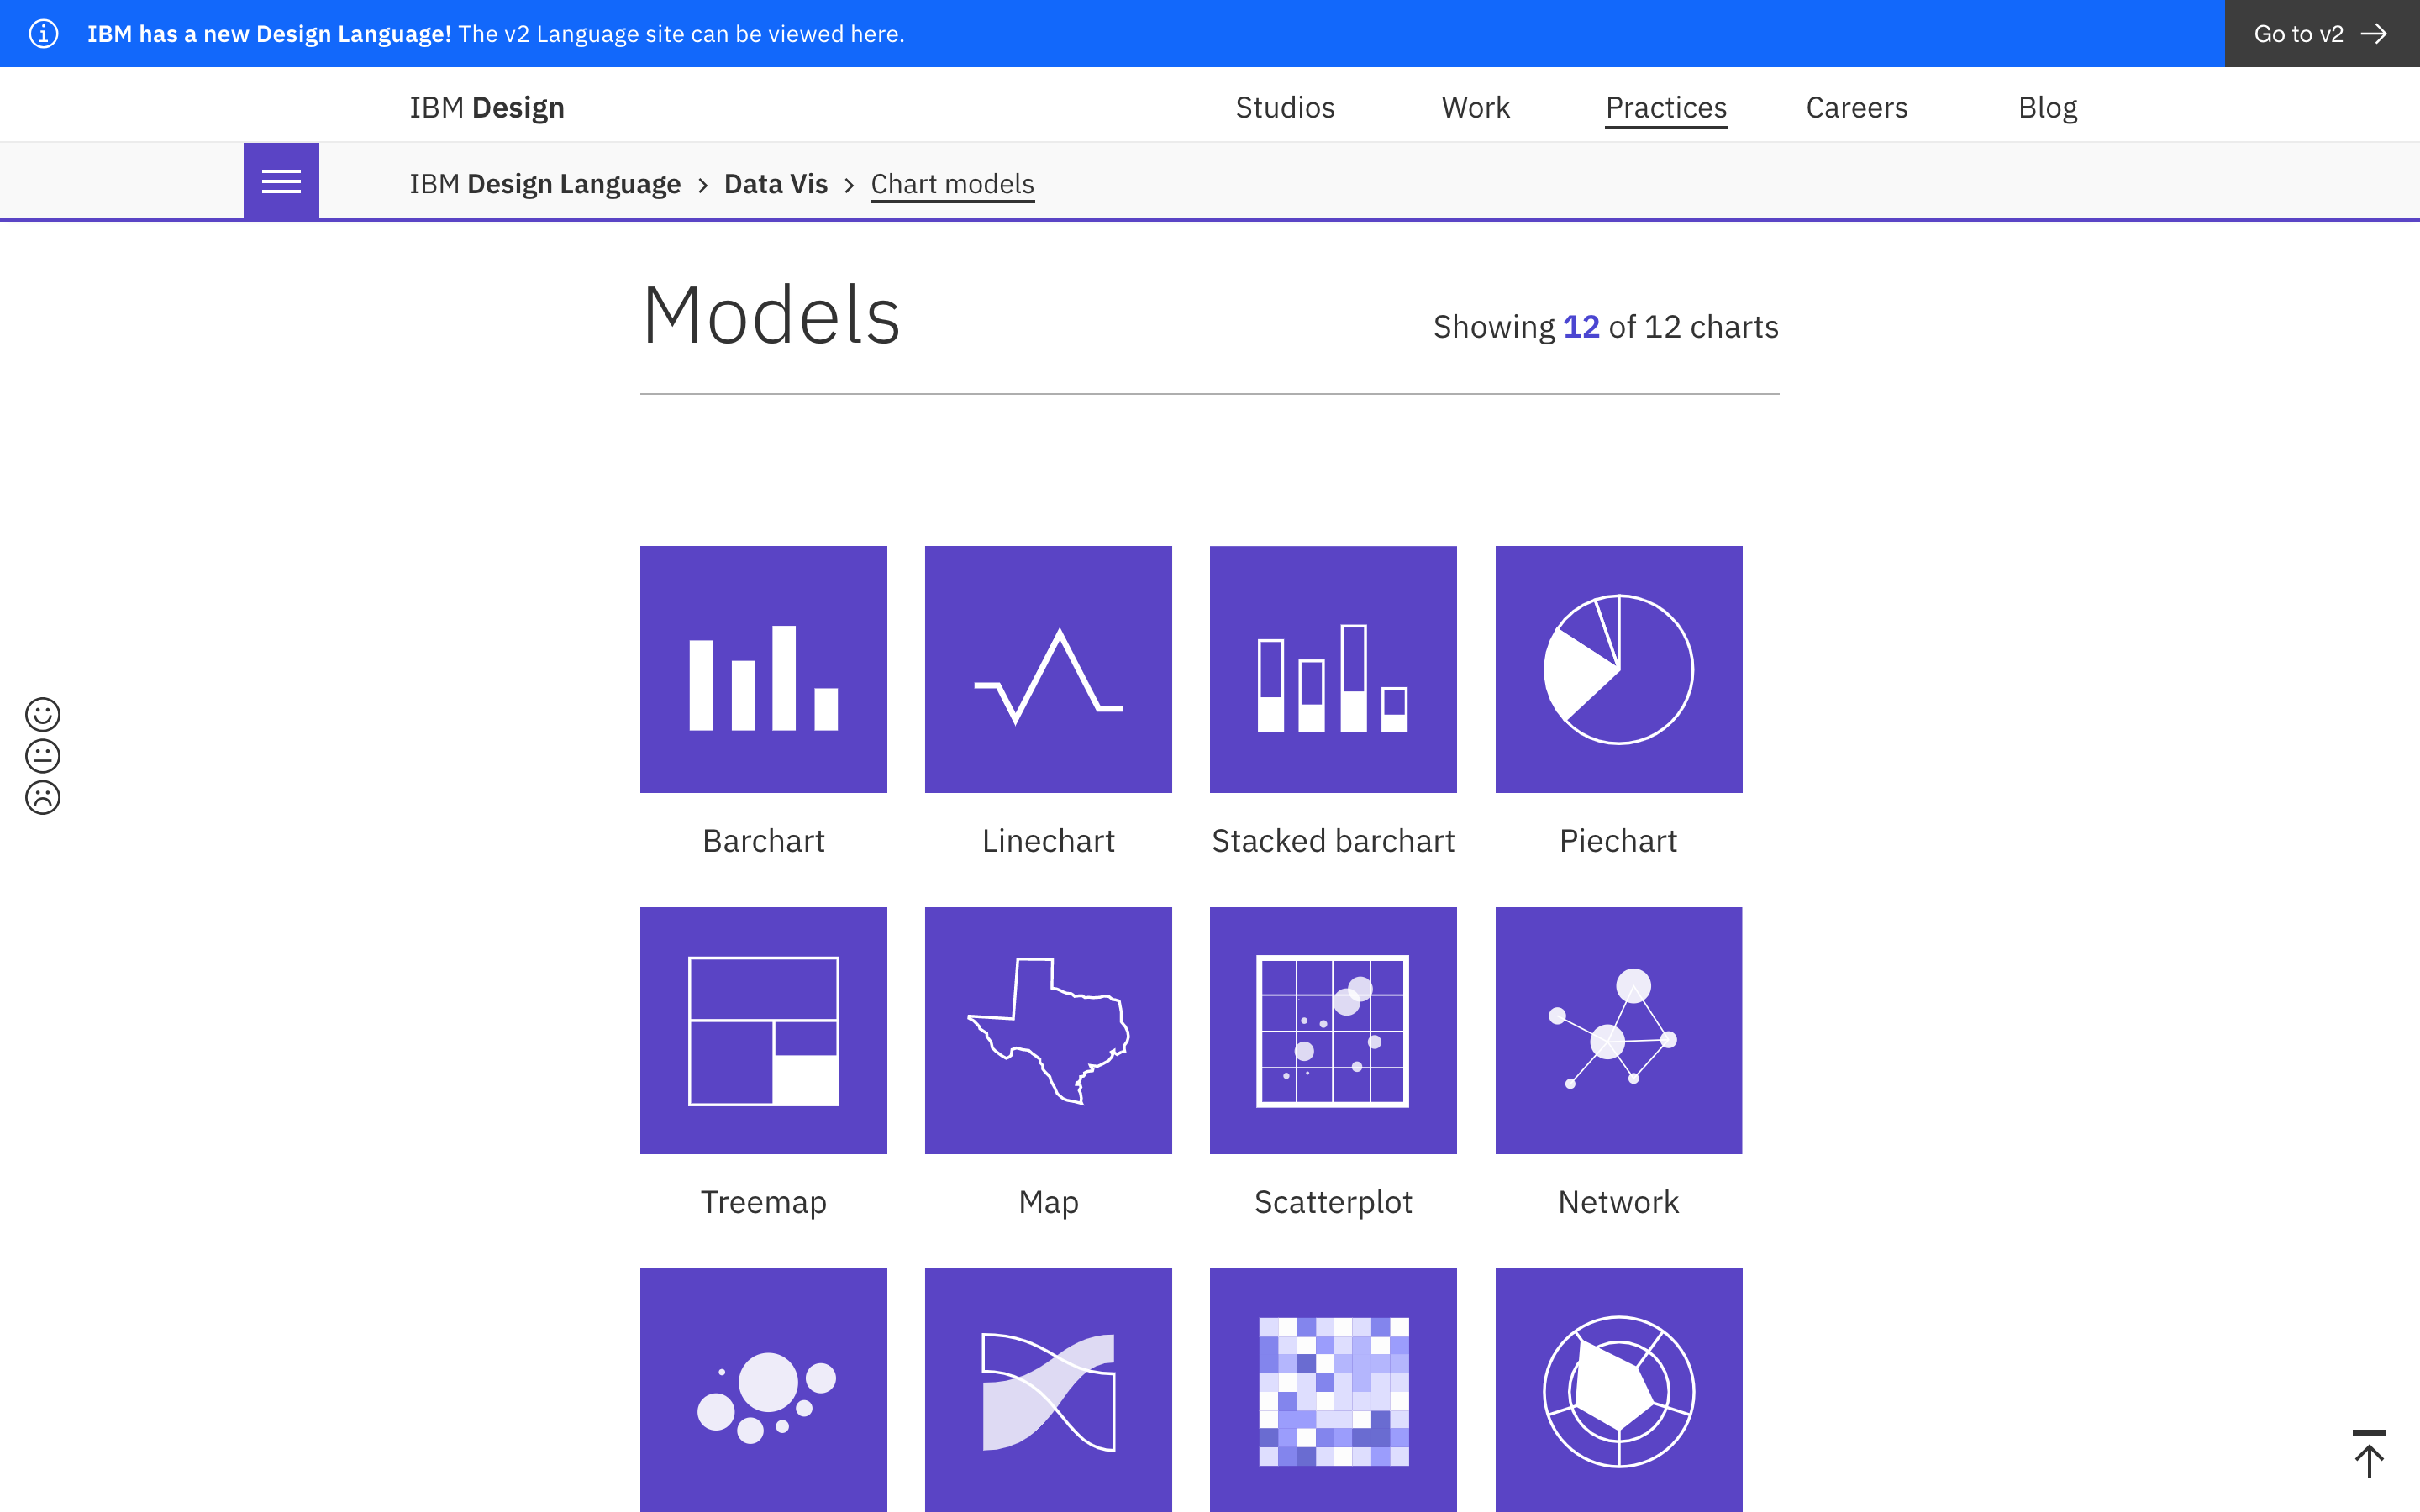 IBM has a new Design Language! The v2 Language site can be viewed here.
Go to v2
IBM Design
Studios
Work
Practices
Careers
Blog
IBM Design Language > Data Vis > Chart models
Models
Showing 12 of 12 charts
Barchart
Linechart
Stacked barchart
Piechart
Treemap
Map
Scatterplot
Network